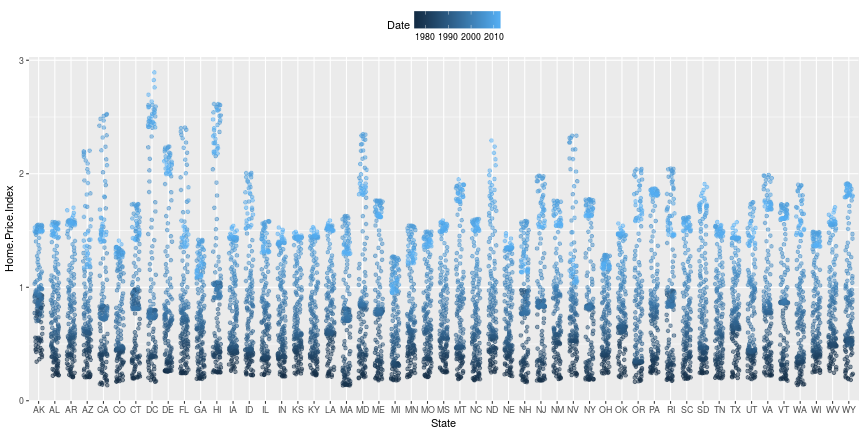 Date
1980 1990 2000 2010
Home.Price.Index
3
2
1
0
AK AL AR AZ CA CO CT DC DE FL GA HI IA ID IL IN KS KY LA MA MD ME MI MN MO MS MT NC ND NE NH NJ NM NV NY OH OK OR PA RI SC SD TN TX UT VA VT WA WI WV WY
State